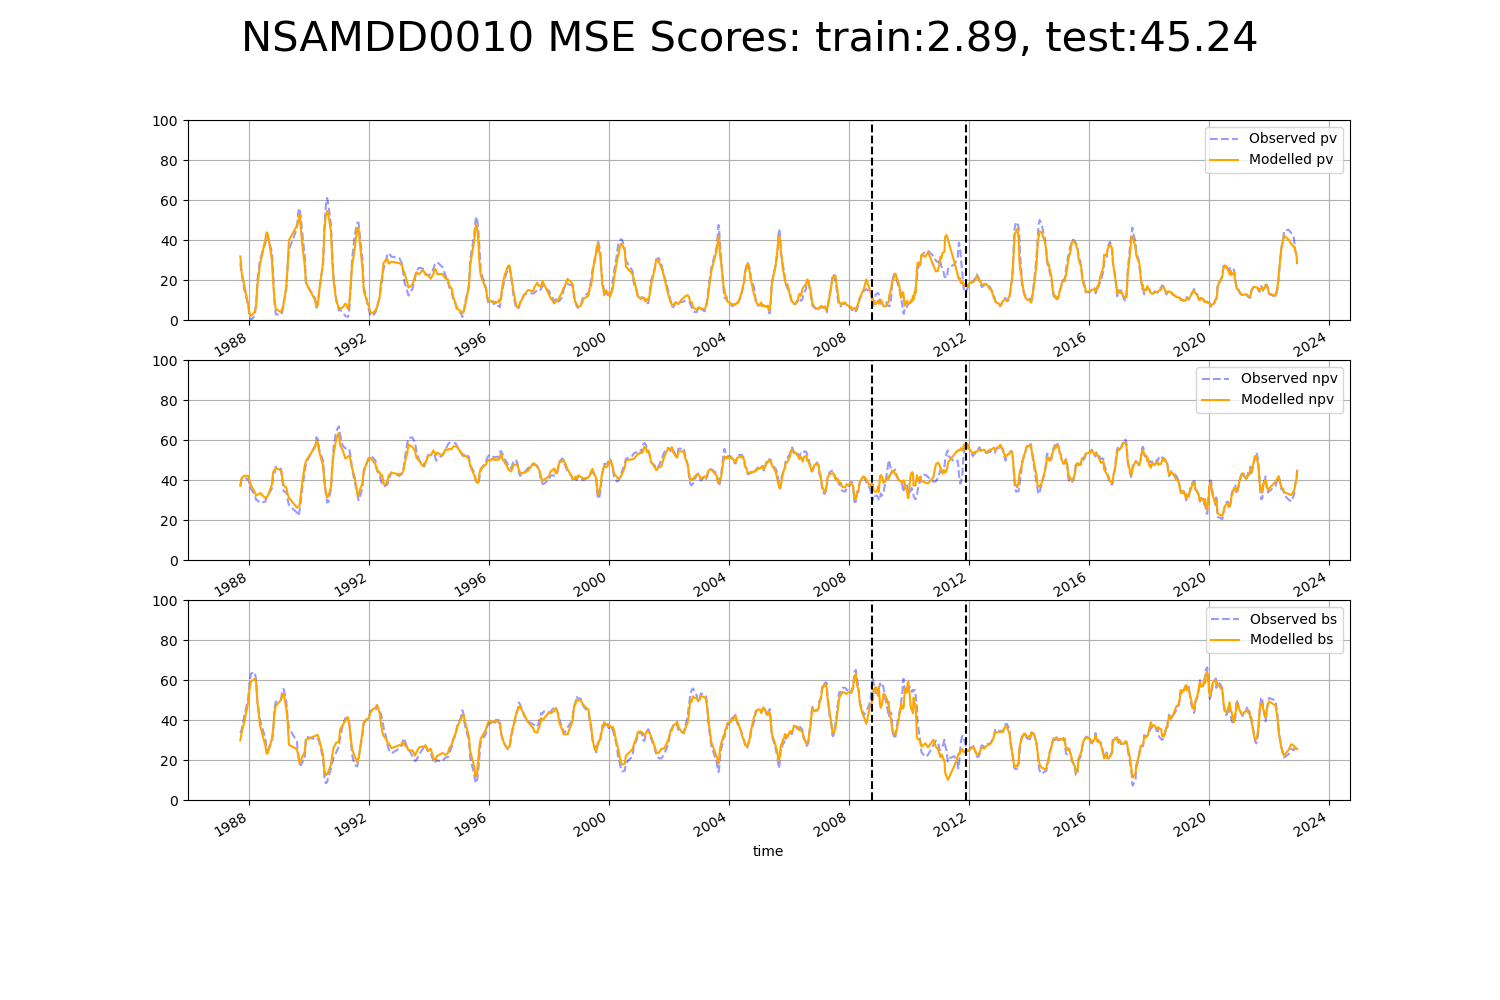 NSAMDD0010 MSE Scores: train:2.89, test:45.24
100
80
60
40
20
0
Observed pv
Modelled pv
1988 1992 1996 2000 2004 2008 2012 2016 2020 2024
100
80
60
40
20
0
Observed npv
Modelled npv
1988 1992 1996 2000 2004 2008 2012 2016 2020 2024
100
80
60
40
20
0
Observed bs
Modelled bs
1988 1992 1996 2000 2004 2008 2012 2016 2020 2024
time